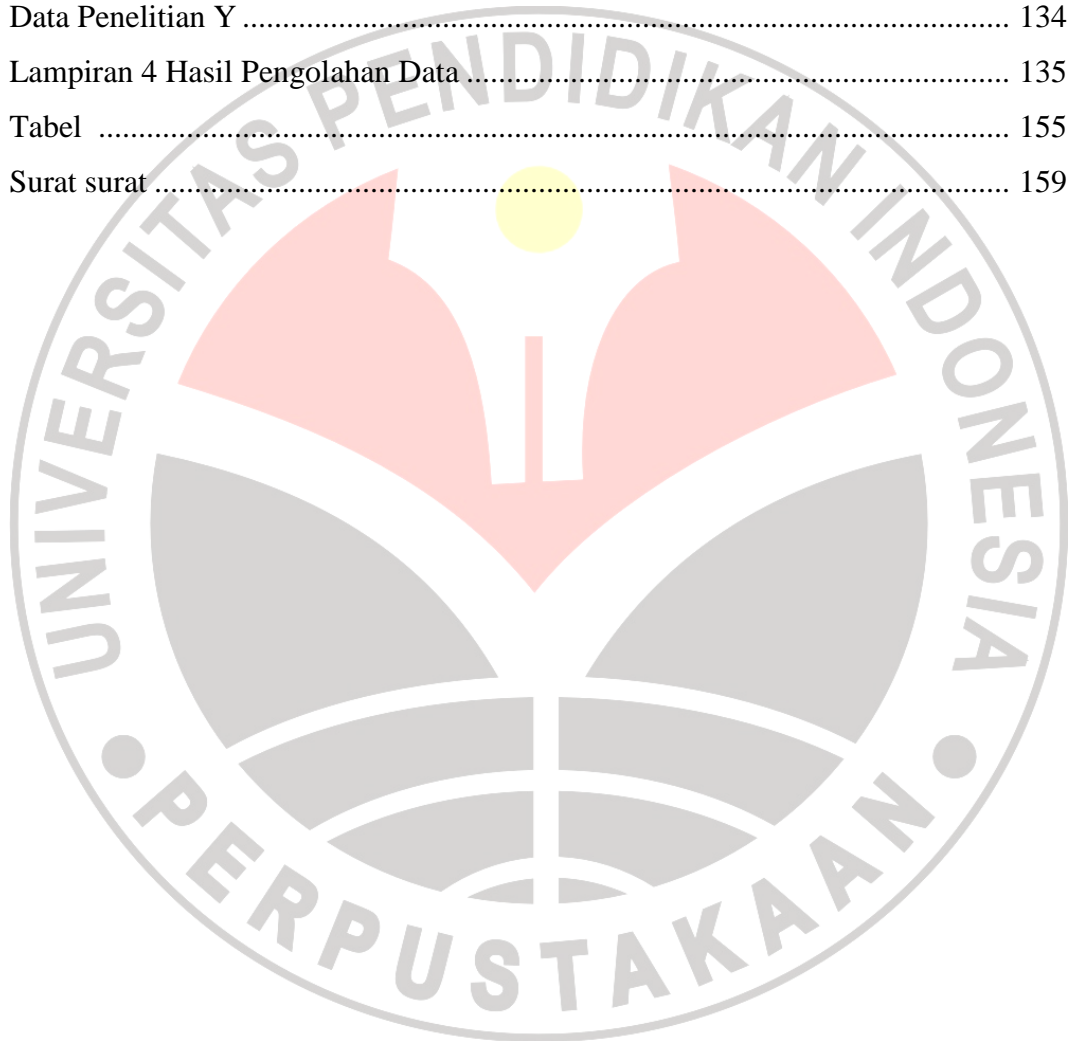 Data Penelitian Y ............................................................................................. 134
Lampiran 4 Hasil Pengolahan Data .................................................................. 135
Tabel ............................................................................................................... 155
Surat surat ........................................................................................................ 159
UNIVERSITAS PENDIDIKAN INDONESIA
PERPUSTAKAAN